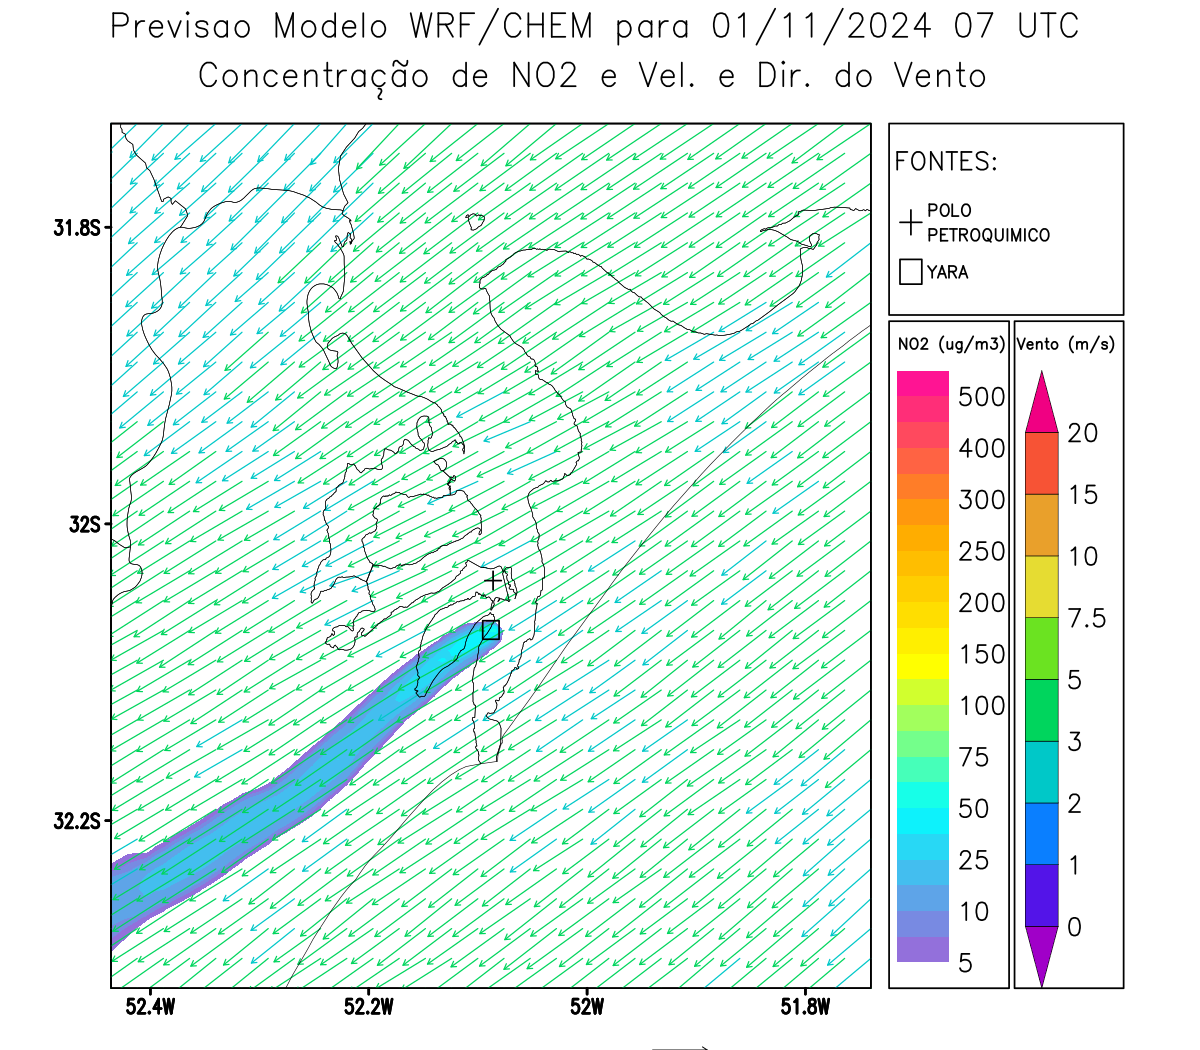 Previsao Modelo WRF/CHEM para 01/11/2024 07 UTC
Concentração de NO2 e Vel. e Dir. do Vento
FONTES:
POLO
PETROQUIMICO
YARA
31.8S
32S
32.2S
52.4W
52.2W
52W
51.8W
NO2 (ug/m3)
500
400
300
250
200
150
100
75
50
25
10
5
Vento (m/s)
20
15
10
7.5
5
3
2
1
0